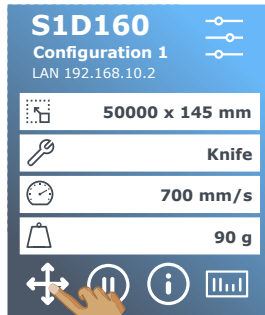 S1D160
Configuration 1
LAN 192.168.10.2
50000 x 145 mm
Knife
700 mm/s
90 g